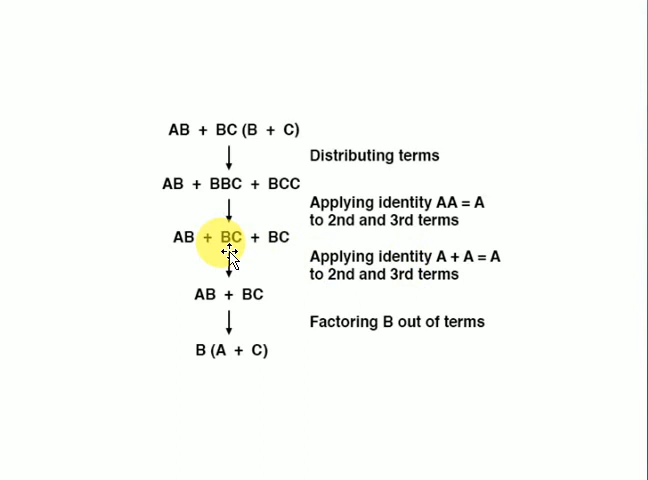 AB + BC (B + C)
Distributing terms
AB + BBC + BCC
Applying identity AA = A
to 2nd and 3rd terms
AB + BC + BC
Applying identity A + A = A
to 2nd and 3rd terms
AB + BC
Factoring B out of terms
B (A + C)